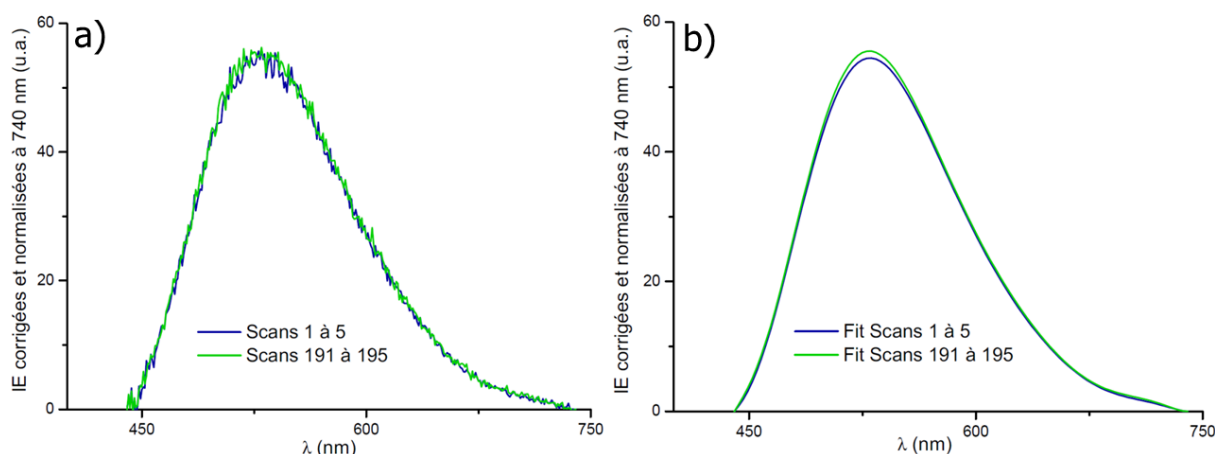 a)
IE corrigées et normalisées à 740 nm (u.a.)
60
40
20
0
Scans 1 à 5
Scans 191 à 195
450
600
750
λ (nm)
b)
IE corrigées et normalisées à 740 nm (u.a.)
60
40
20
0
Fit Scans 1 à 5
Fit Scans 191 à 195
450
600
750
λ (nm)